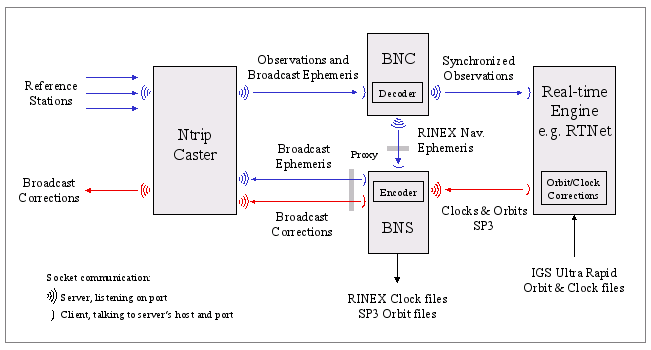 Reference
Stations
Broadcast
Corrections
Ntrip
Caster
Observations and
Broadcast Ephemeris
BNC
Decoder
Synchronized
Observations
Real-time
Engine
e.g. RTNet
Orbit/Clock
Corrections
RINEX Nav.
Ephemeris
Broadcast
Ephemeris
Proxy
Broadcast
Corrections
Encoder
BNS
Clocks & Orbits
SP3
IGS Ultra Rapid
Orbit & Clock files
RINEX Clock files
SP3 Orbit files
Socket communication:
Server, listening on port
Client, talking to server's host and port